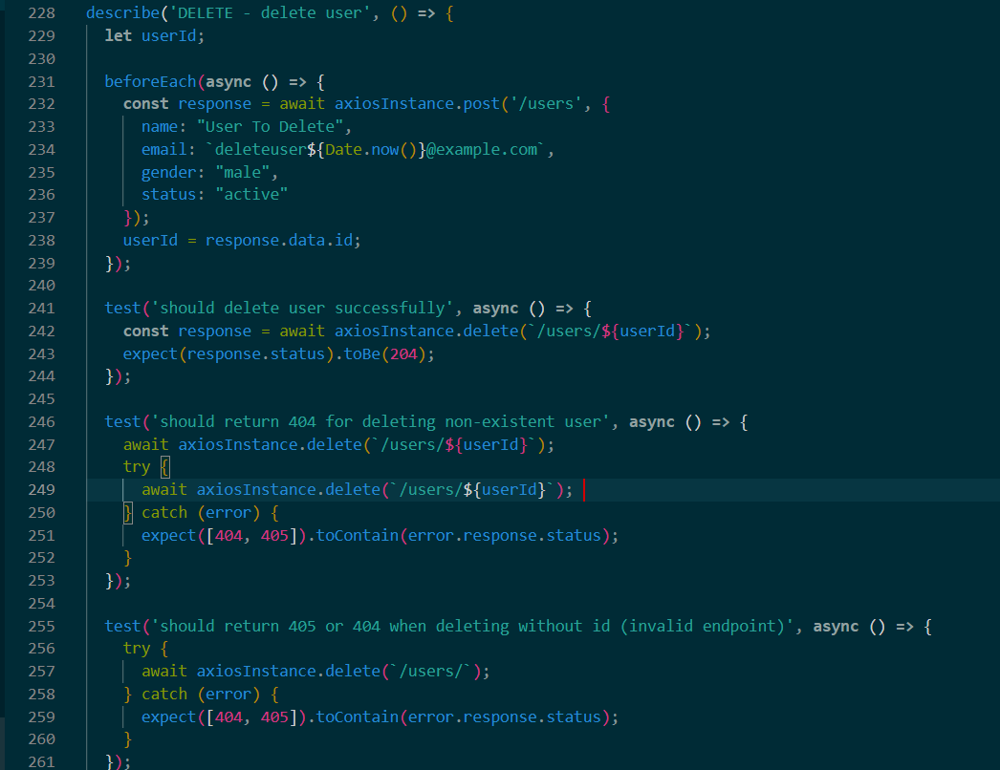 228 describe('DELETE - delete user', () => {
229   let userId;
230
231   beforeEach(async () => {
232     const response = await axiosInstance.post('/users', {
233       name: "User To Delete",
234       email: `deleteuser${Date.now()}@example.com`,
235       gender: "male",
236       status: "active"
237     });
238     userId = response.data.id;
239   });
240
241   test('should delete user successfully', async () => {
242     const response = await axiosInstance.delete(`/users/${userId}`);
243     expect(response.status).toBe(204);
244   });
245
246   test('should return 404 for deleting non-existent user', async () => {
247     await axiosInstance.delete(`/users/${userId}`);
248     try {
249       await axiosInstance.delete(`/users/${userId}`);
250     } catch (error) {
251       expect([404, 405]).toContain(error.response.status);
252     }
253   });
254
255   test('should return 405 or 404 when deleting without id (invalid endpoint)', async () => {
256     try {
257       await axiosInstance.delete(`/users/`);
258     } catch (error) {
259       expect([404, 405]).toContain(error.response.status);
260     }
261   });